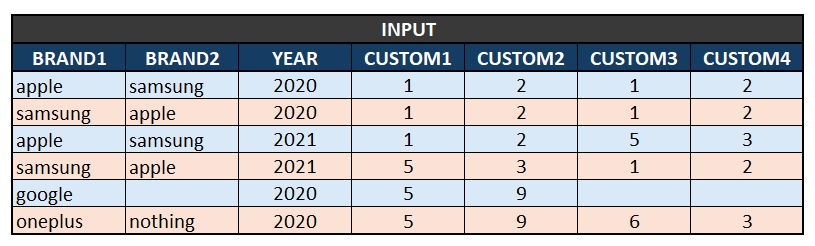 INPUT
BRAND1 BRAND2 YEAR CUSTOM1 CUSTOM2 CUSTOM3 CUSTOM4
apple samsung 2020 1 2 1 2
samsung apple 2020 1 2 1 2
apple samsung 2021 1 2 5 3
samsung apple 2021 5 3 1 2
google 2020 5 9
oneplus nothing 2020 5 9 6 3